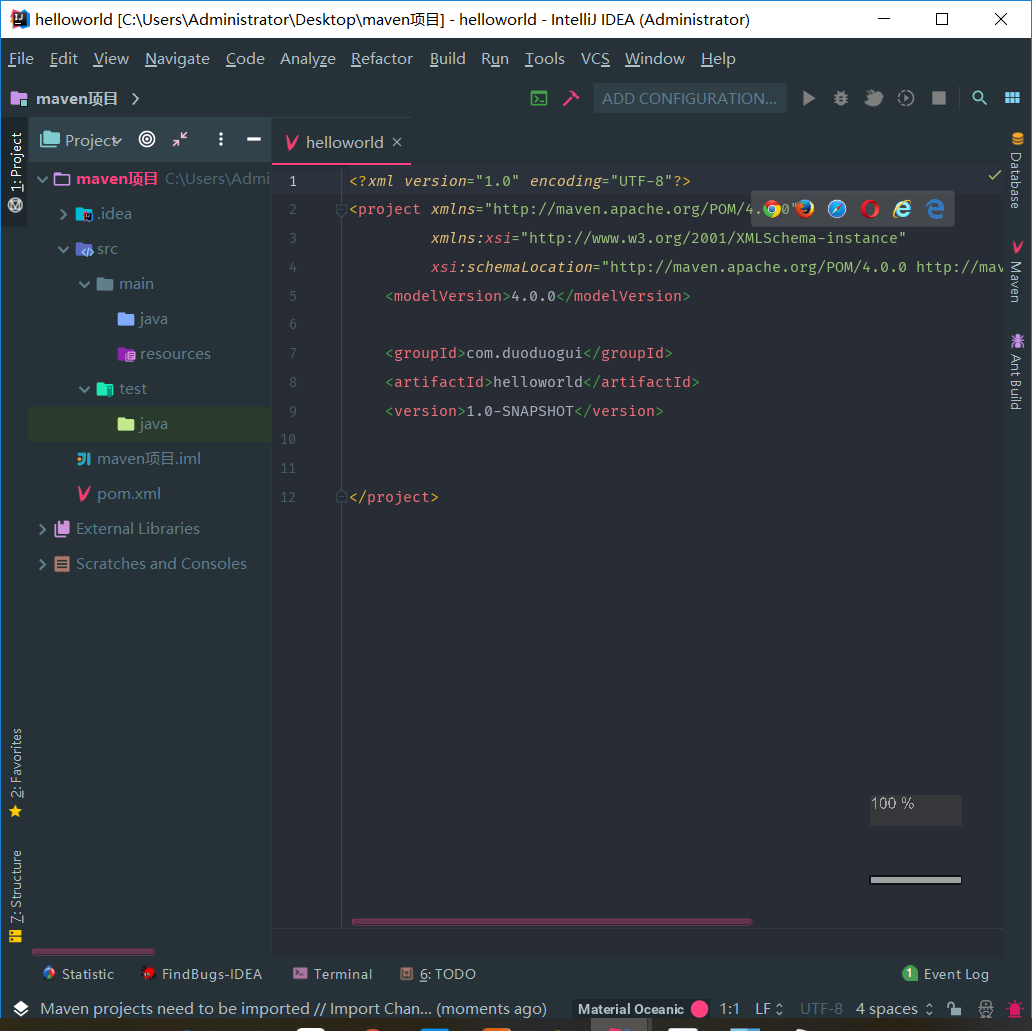 helloworld [C:\Users\Administrator\Desktop\maven项目] - helloworld - IntelliJ IDEA (Administrator)
File Edit View Navigate Code Analyze Refactor Build Run Tools VCS Window Help
maven项目
ADD CONFIGURATION...
1: Project
Project
helloworld
maven项目 C:\Users\Admi
.idea
src
main
java
resources
test
java
maven项目.iml
pom.xml
External Libraries
Scratches and Consoles
1 <?xml version="1.0" encoding="UTF-8"?>
2 <project xmlns="http://maven.apache.org/POM/4.0.0"
3 xmlns:xsi="http://www.w3.org/2001/XMLSchema-instance"
4 xsi:schemaLocation="http://maven.apache.org/POM/4.0.0 http://mav
5 <modelVersion>4.0.0</modelVersion>
6
7 <groupId>com.duoduogui</groupId>
8 <artifactId>helloworld</artifactId>
9 <version>1.0-SNAPSHOT</version>
10
11
12 </project>
Database
Maven
Ant Build
2: Favorites
7: Structure
100 %
Statistic
FindBugs-IDEA
Terminal
6: TODO
1 Event Log
Maven projects need to be imported // Import Chan... (moments ago)
Material Oceanic
1:1
LF
UTF-8
4 spaces